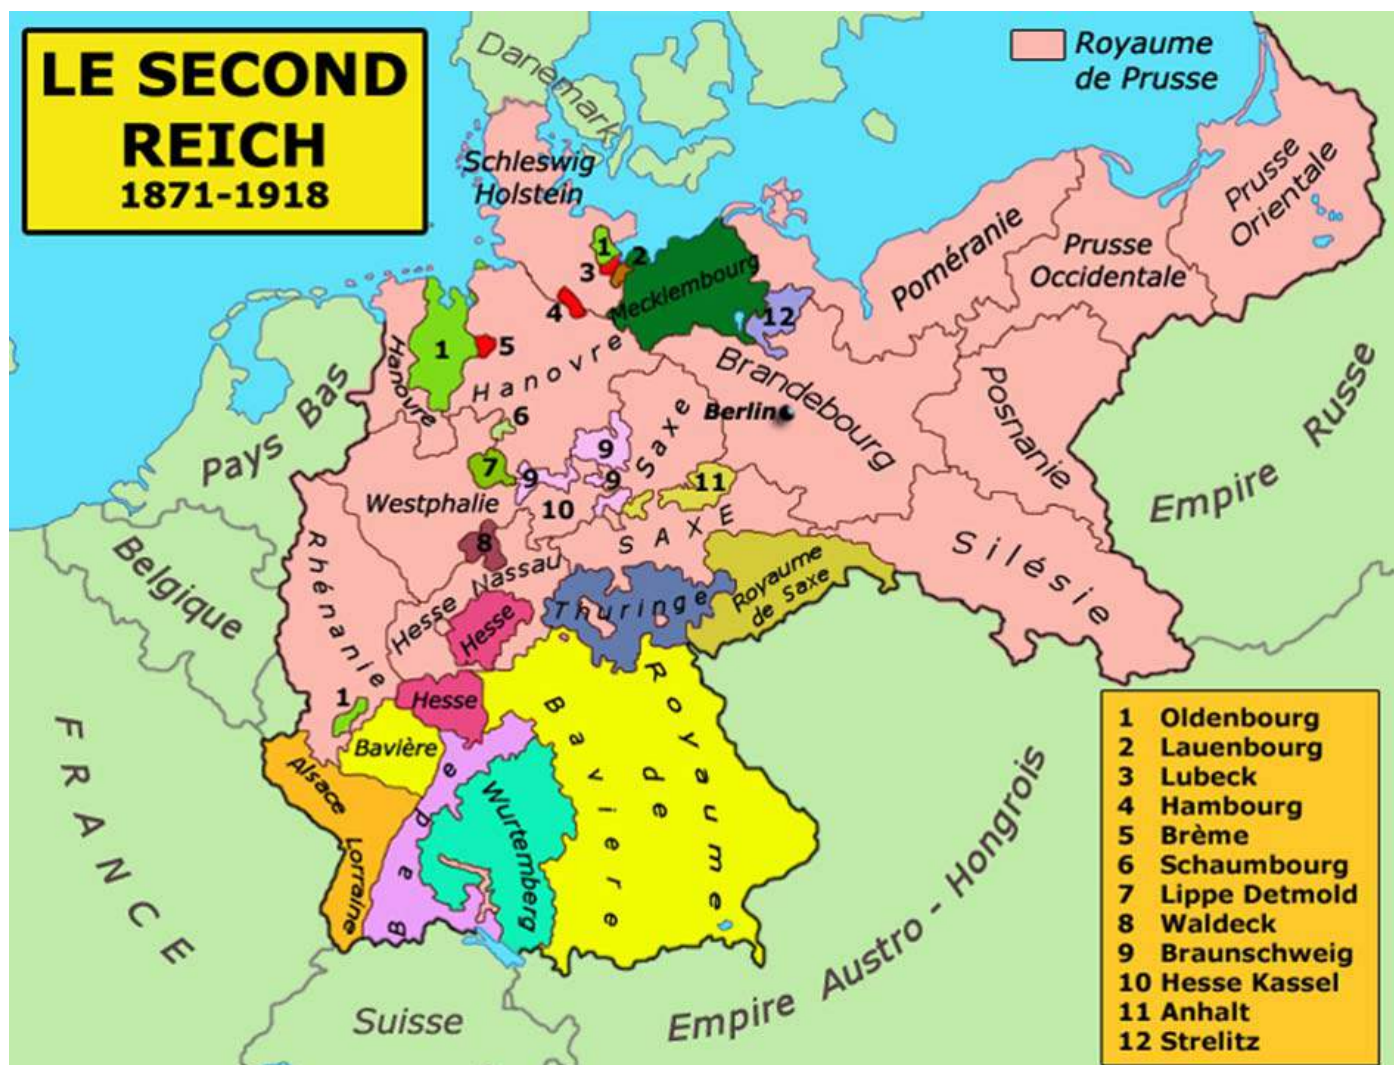 LE SECOND
REICH
1871-1918
Royaume
de Prusse
Danemark
Schleswig
Holstein
Prusse
Orientale
Prusse
Occidentale
Poméranie
1
2
3
Mecklembourg
4
12
1
5
Hanovre
Hanovre
Brandebourg
Berlin
Posnanie
Empire Russe
Pays Bas
6
Saxe
9
7
9
9
11
10
Westphalie
SAXE
Silésie
8
Belgique
Rhénanie
Hesse Nassau
Hesse
Thuringe
Royaume
de Saxe
1
Hesse
Bavière
Royaume
de
Baviere
Bade
Wurtemberg
Alsace
Lorraine
FRANCE
Suisse
Empire Austro - Hongrois
1 Oldenbourg
2 Lauenbourg
3 Lubeck
4 Hambourg
5 Brème
6 Schaumbourg
7 Lippe Detmold
8 Waldeck
9 Braunschweig
10 Hesse Kassel
11 Anhalt
12 Strelitz